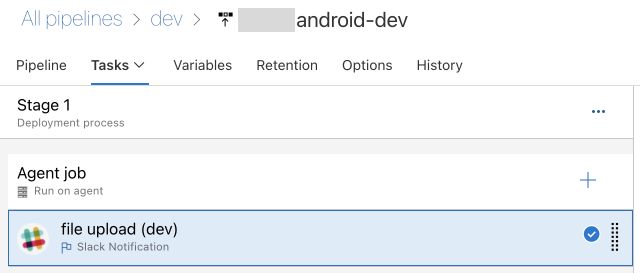 All pipelines > dev > android-dev
Pipeline Tasks Variables Retention Options History
Stage 1
Deployment process
Agent job
Run on agent
file upload (dev)
Slack Notification